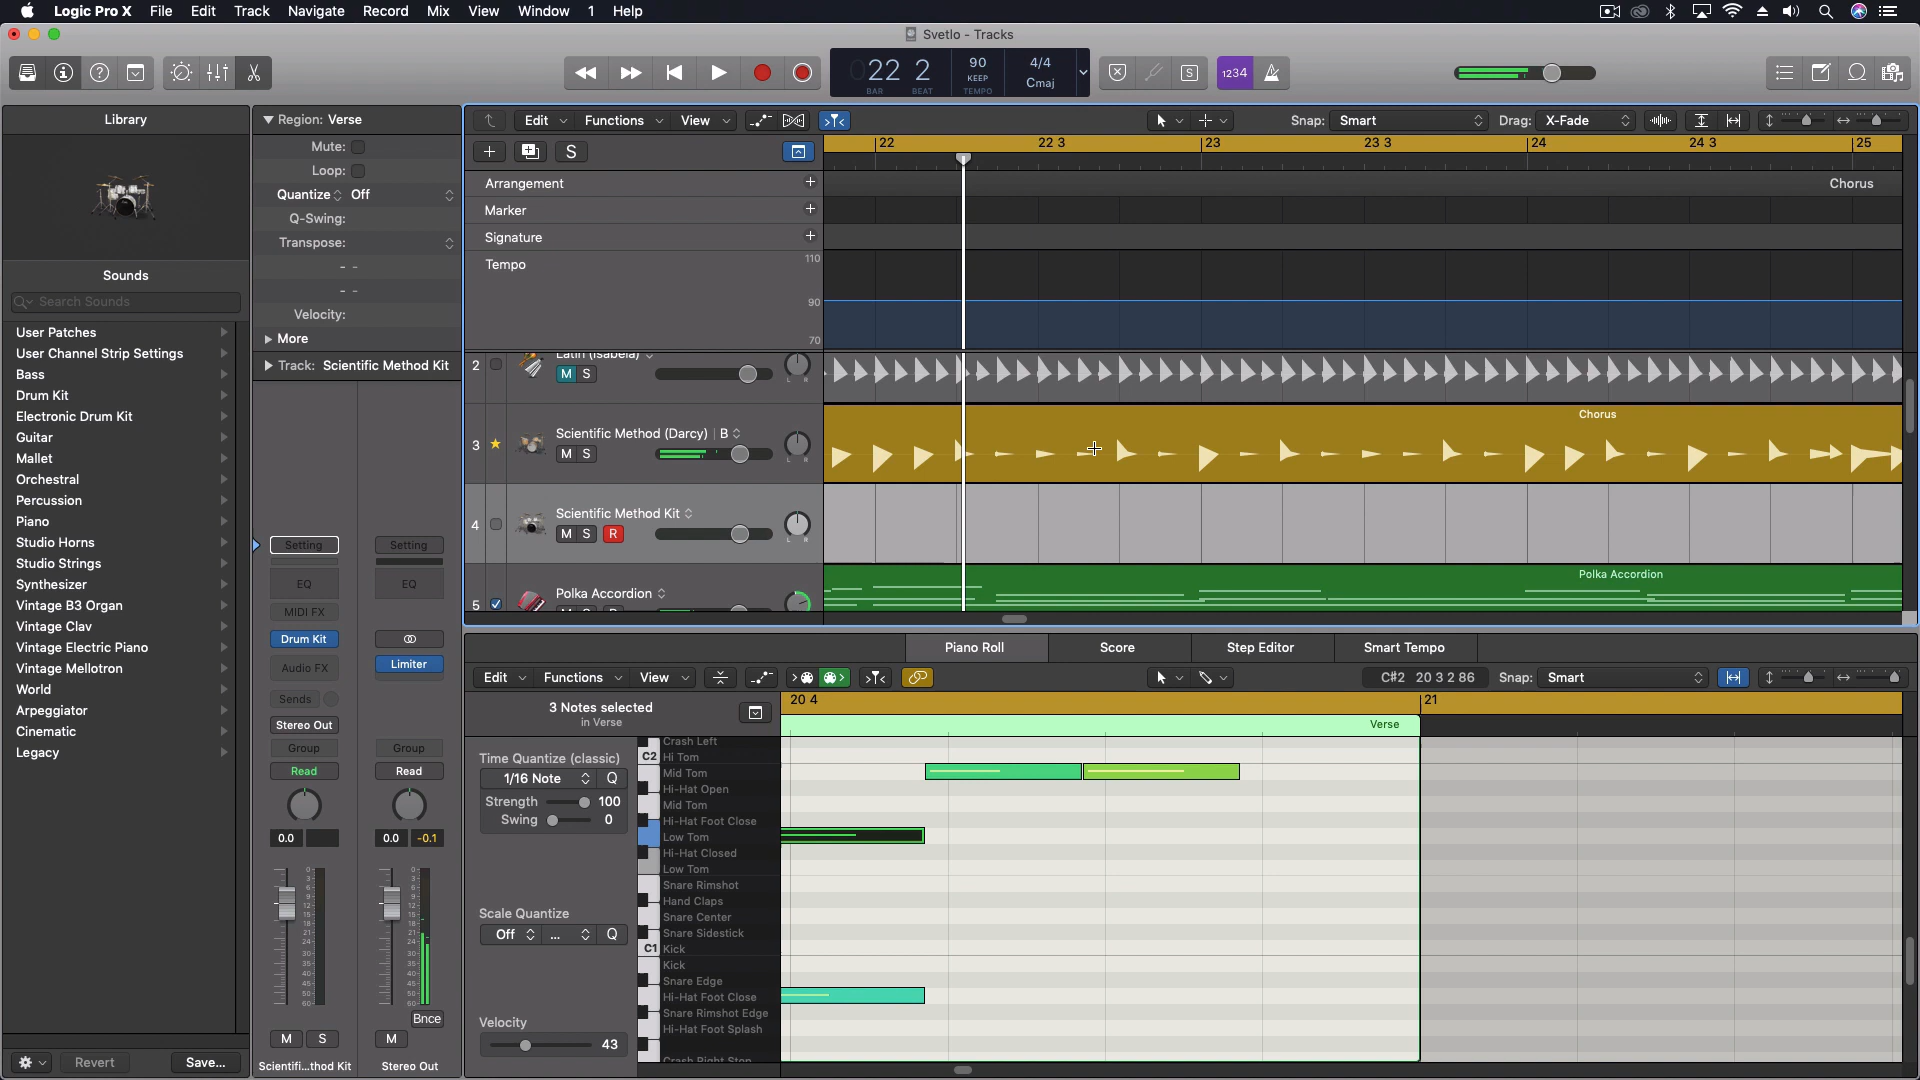 Logic Pro X File Edit Track Navigate Record Mix View Window 1 Help
Svetlo - Tracks
22 2
BAR BEAT
90
KEEP
TEMPO
4/4
Cmaj
S
1234
Library
Sounds
Search Sounds
User Patches
User Channel Strip Settings
Bass
Drum Kit
Electronic Drum Kit
Guitar
Mallet
Orchestral
Percussion
Piano
Studio Horns
Studio Strings
Synthesizer
Vintage B3 Organ
Vintage Clav
Vintage Electric Piano
Vintage Mellotron
World
Arpeggiator
Cinematic
Legacy
Revert Save...
Region: Verse
Mute:
Loop:
Quantize Off
Q-Swing:
Transpose:
- -
- -
Velocity:
More
Track: Scientific Method Kit
Setting Setting
EQ EQ
MIDI FX
Drum Kit
Audio FX Limiter
Sends
Stereo Out
Group Group
Read Read
0.0 0.0 -0.1
Bnce
M S M
Scientifi...thod Kit Stereo Out
Edit Functions View Snap: Smart Drag: X-Fade
S
22 22 3 23 23 3 24 24 3 25
Arrangement + Chorus
Marker +
Signature +
Tempo 110
90
70
2 Latin (Isabela)
M S
3 Scientific Method (Darcy) B
M S L R
Chorus
4 Scientific Method Kit
M S R L R
5 Polka Accordion
Polka Accordion
Piano Roll Score Step Editor Smart Tempo
Edit Functions View C#2 20 3 2 86 Snap: Smart
3 Notes selected
in Verse
20 4 21
Verse
Time Quantize (classic)
1/16 Note Q
Strength 100
Swing 0
Scale Quantize
Off ... Q
Velocity
43
Crash Left
C2 Hi Tom
Mid Tom
Hi-Hat Open
Mid Tom
Hi-Hat Foot Close
Low Tom
Hi-Hat Closed
Low Tom
Snare Rimshot
Hand Claps
Snare Center
Snare Sidestick
C1 Kick
Kick
Snare Edge
Hi-Hat Foot Close
Snare Rimshot Edge
Hi-Hat Foot Splash
Crash Right Stop